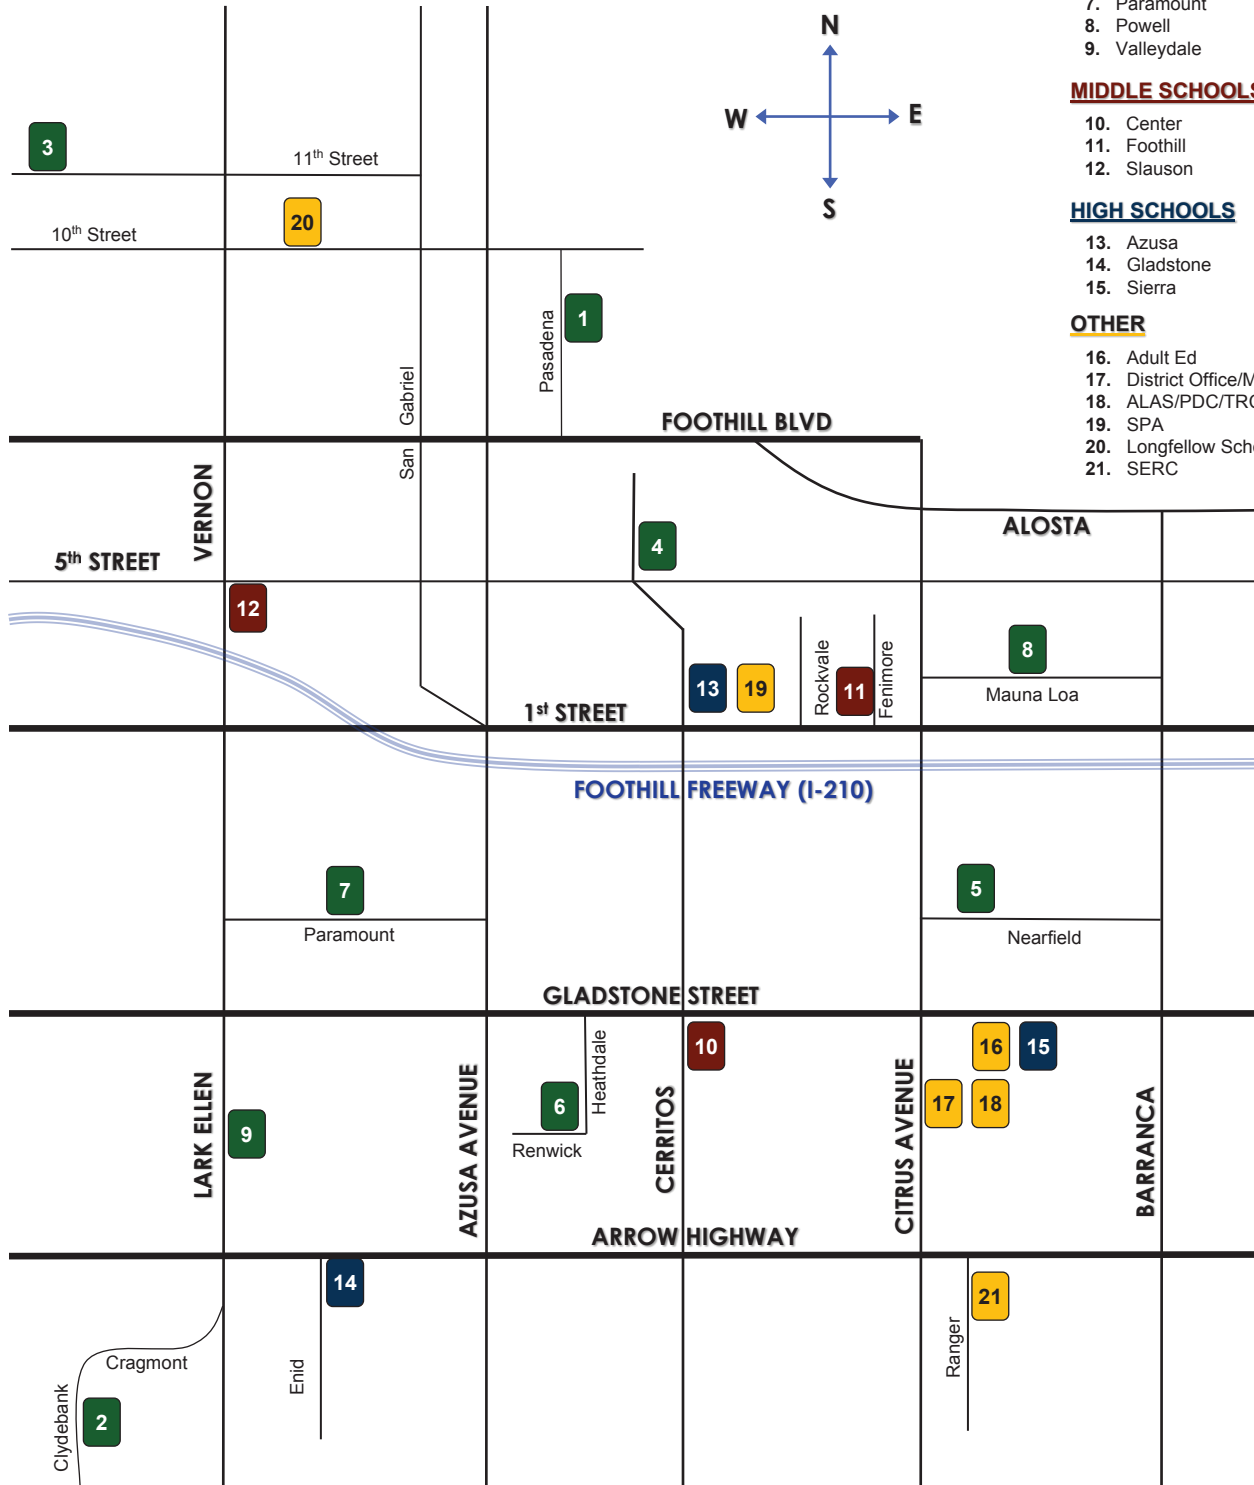 7. Paramount
8. Powell
9. Valleydale
MIDDLE SCHOOLS
10. Center
11. Foothill
12. Slauson
HIGH SCHOOLS
13. Azusa
14. Gladstone
15. Sierra
OTHER
16. Adult Ed
17. District Office/M
18. ALAS/PDC/TRC
19. SPA
20. Longfellow Scho
21. SERC
N
W
E
S
3
11th Street
20
10th Street
1
Pasadena
San Gabriel
FOOTHILL BLVD
VERNON
4
ALOSTA
5th STREET
12
8
Rockvale
Fenimore
13
19
11
Mauna Loa
1st STREET
FOOTHILL FREEWAY (I-210)
7
5
Paramount
Nearfield
GLADSTONE STREET
10
16
15
Heathdale
6
17
18
LARK ELLEN
9
AZUSA AVENUE
Renwick
CERRITOS
CITRUS AVENUE
BARRANCA
ARROW HIGHWAY
14
21
Cragmont
Enid
Ranger
Clydebank
2